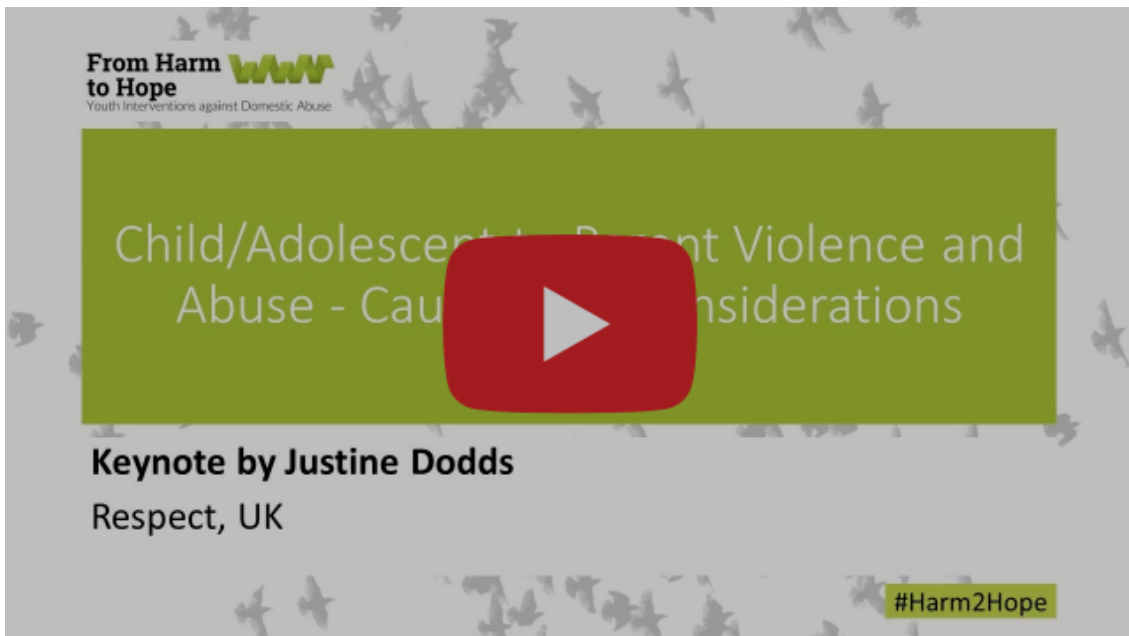 From Harm
to Hope
Youth Interventions against Domestic Abuse
Child/Adolescent Parent Violence and
Abuse -
Keynote by Justine Dodds
Respect, UK
#Harm2Hope